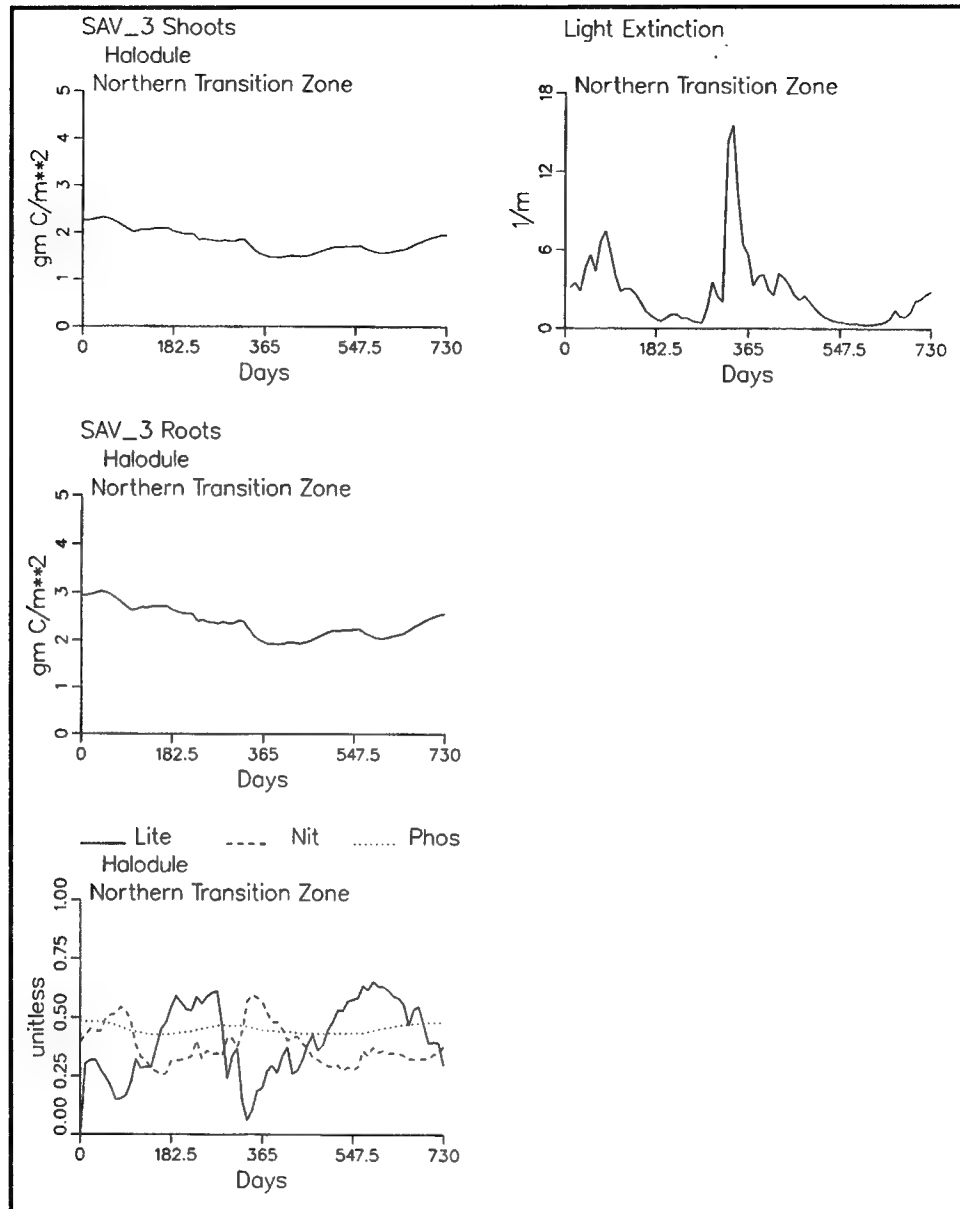 SAV_3 Shoots
Halodule
Northern Transition Zone
gm C/m**2
5
4
3
2
1
0
0 182.5 365 547.5 730
Days
Light Extinction
Northern Transition Zone
1/m
18
12
6
0
0 182.5 365 547.5 730
Days
SAV_3 Roots
Halodule
Northern Transition Zone
gm C/m**2
5
4
3
2
1
0
0 182.5 365 547.5 730
Days
Lite Nit Phos
Halodule
Northern Transition Zone
unitless
1.00
0.75
0.50
0.25
0.00
0 182.5 365 547.5 730
Days